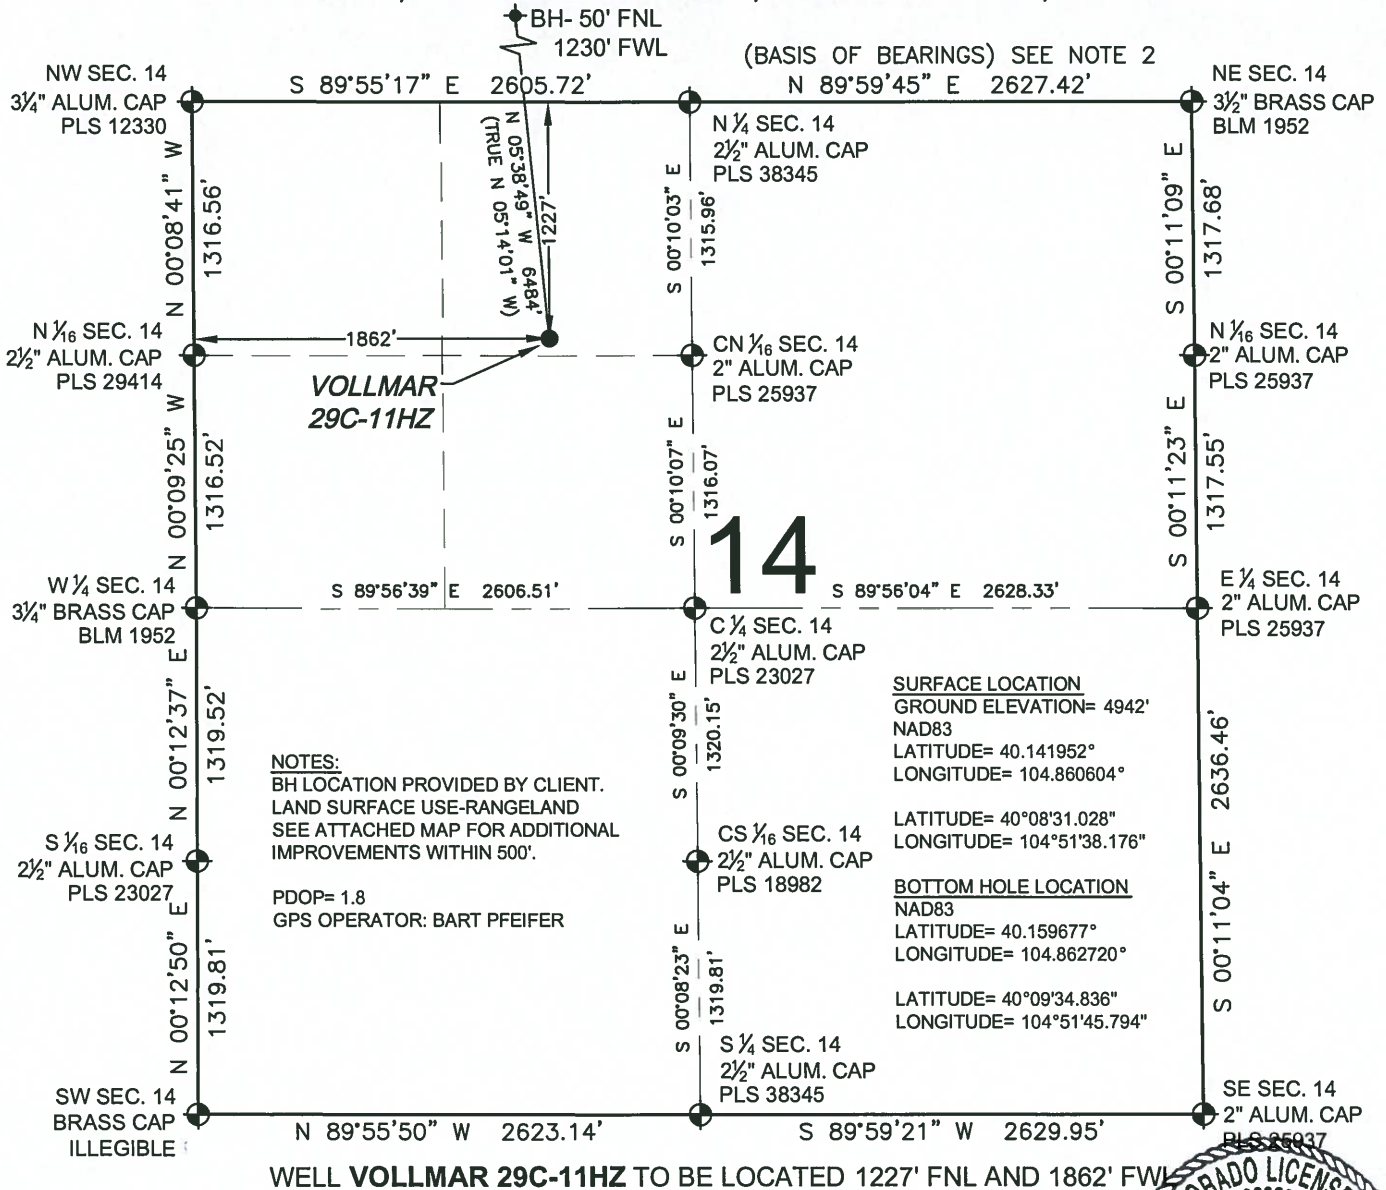 BH- 50' FNL
1230' FWL
(BASIS OF BEARINGS) SEE NOTE 2
NW SEC. 14
3¼" ALUM. CAP
PLS 12330
S 89°55'17" E 2605.72'
N 89°59'45" E 2627.42'
NE SEC. 14
3½" BRASS CAP
BLM 1952
N ¼ SEC. 14
2½" ALUM. CAP
PLS 38345
N 00°08'41" W
1316.56'
N 05°38'49" W 6484'
(TRUE N 05°14'01" W)
1227'
S 00°10'03" E
1315.96'
S 00°11'09" E
1317.68'
N 1⁄16 SEC. 14
2½" ALUM. CAP
PLS 29414
1862'
VOLLMAR
29C-11HZ
CN 1⁄16 SEC. 14
2" ALUM. CAP
PLS 25937
N 1⁄16 SEC. 14
2" ALUM. CAP
PLS 25937
N 00°09'25" W
1316.52'
S 00°10'07" E
1316.07'
14
S 00°11'23" E
1317.55'
W ¼ SEC. 14
3¼" BRASS CAP
BLM 1952
S 89°56'39" E 2606.51'
S 89°56'04" E 2628.33'
E ¼ SEC. 14
2" ALUM. CAP
PLS 25937
C ¼ SEC. 14
2½" ALUM. CAP
PLS 23027
N 00°12'37" E
1319.52'
S 00°09'30" E
1320.15'
SURFACE LOCATION
GROUND ELEVATION= 4942'
NAD83
LATITUDE= 40.141952°
LONGITUDE= 104.860604°
LATITUDE= 40°08'31.028"
LONGITUDE= 104°51'38.176"
BOTTOM HOLE LOCATION
NAD83
LATITUDE= 40.159677°
LONGITUDE= 104.862720°
LATITUDE= 40°09'34.836"
LONGITUDE= 104°51'45.794"
S 00°11'04" E 2636.46'
NOTES:
BH LOCATION PROVIDED BY CLIENT.
LAND SURFACE USE-RANGELAND
SEE ATTACHED MAP FOR ADDITIONAL
IMPROVEMENTS WITHIN 500'.
PDOP= 1.8
GPS OPERATOR: BART PFEIFER
S 1⁄16 SEC. 14
2½" ALUM. CAP
PLS 23027
CS 1⁄16 SEC. 14
2½" ALUM. CAP
PLS 18982
N 00°12'50" E
1319.81'
S 00°08'23" E
1319.81'
S ¼ SEC. 14
2½" ALUM. CAP
PLS 38345
SW SEC. 14
BRASS CAP
ILLEGIBLE
N 89°55'50" W 2623.14'
S 89°59'21" W 2629.95'
SE SEC. 14
2" ALUM. CAP
PLS 25937
WELL VOLLMAR 29C-11HZ TO BE LOCATED 1227' FNL AND 1862' FWL